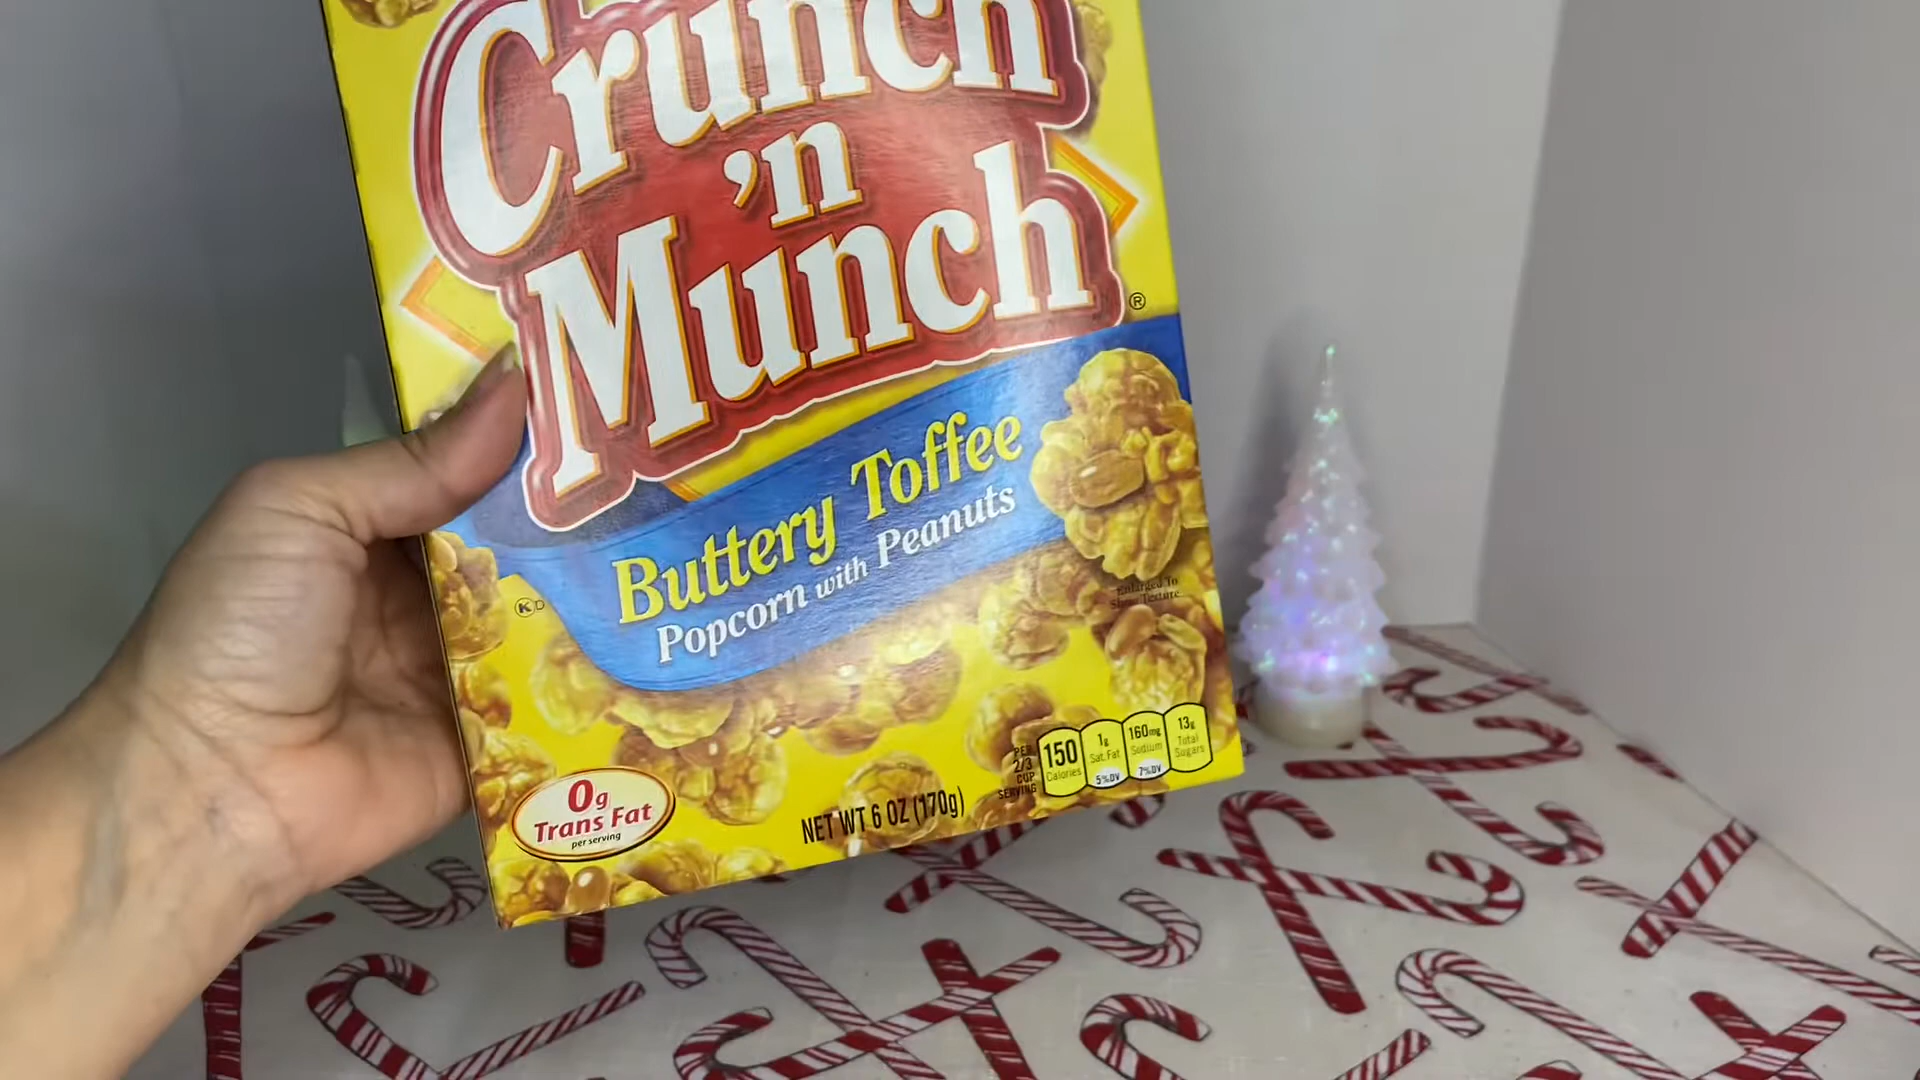 Crunch
'n
Munch
®
Buttery Toffee
Popcorn with Peanuts
K D
Enlarged To
Show Texture
0g
Trans Fat
per serving
NET WT 6 OZ (170g)
PER
2/3
CUP
SERVING
150
Calories
1g
Sat. Fat
5% DV
160mg
Sodium
7% DV
13g
Total
Sugars